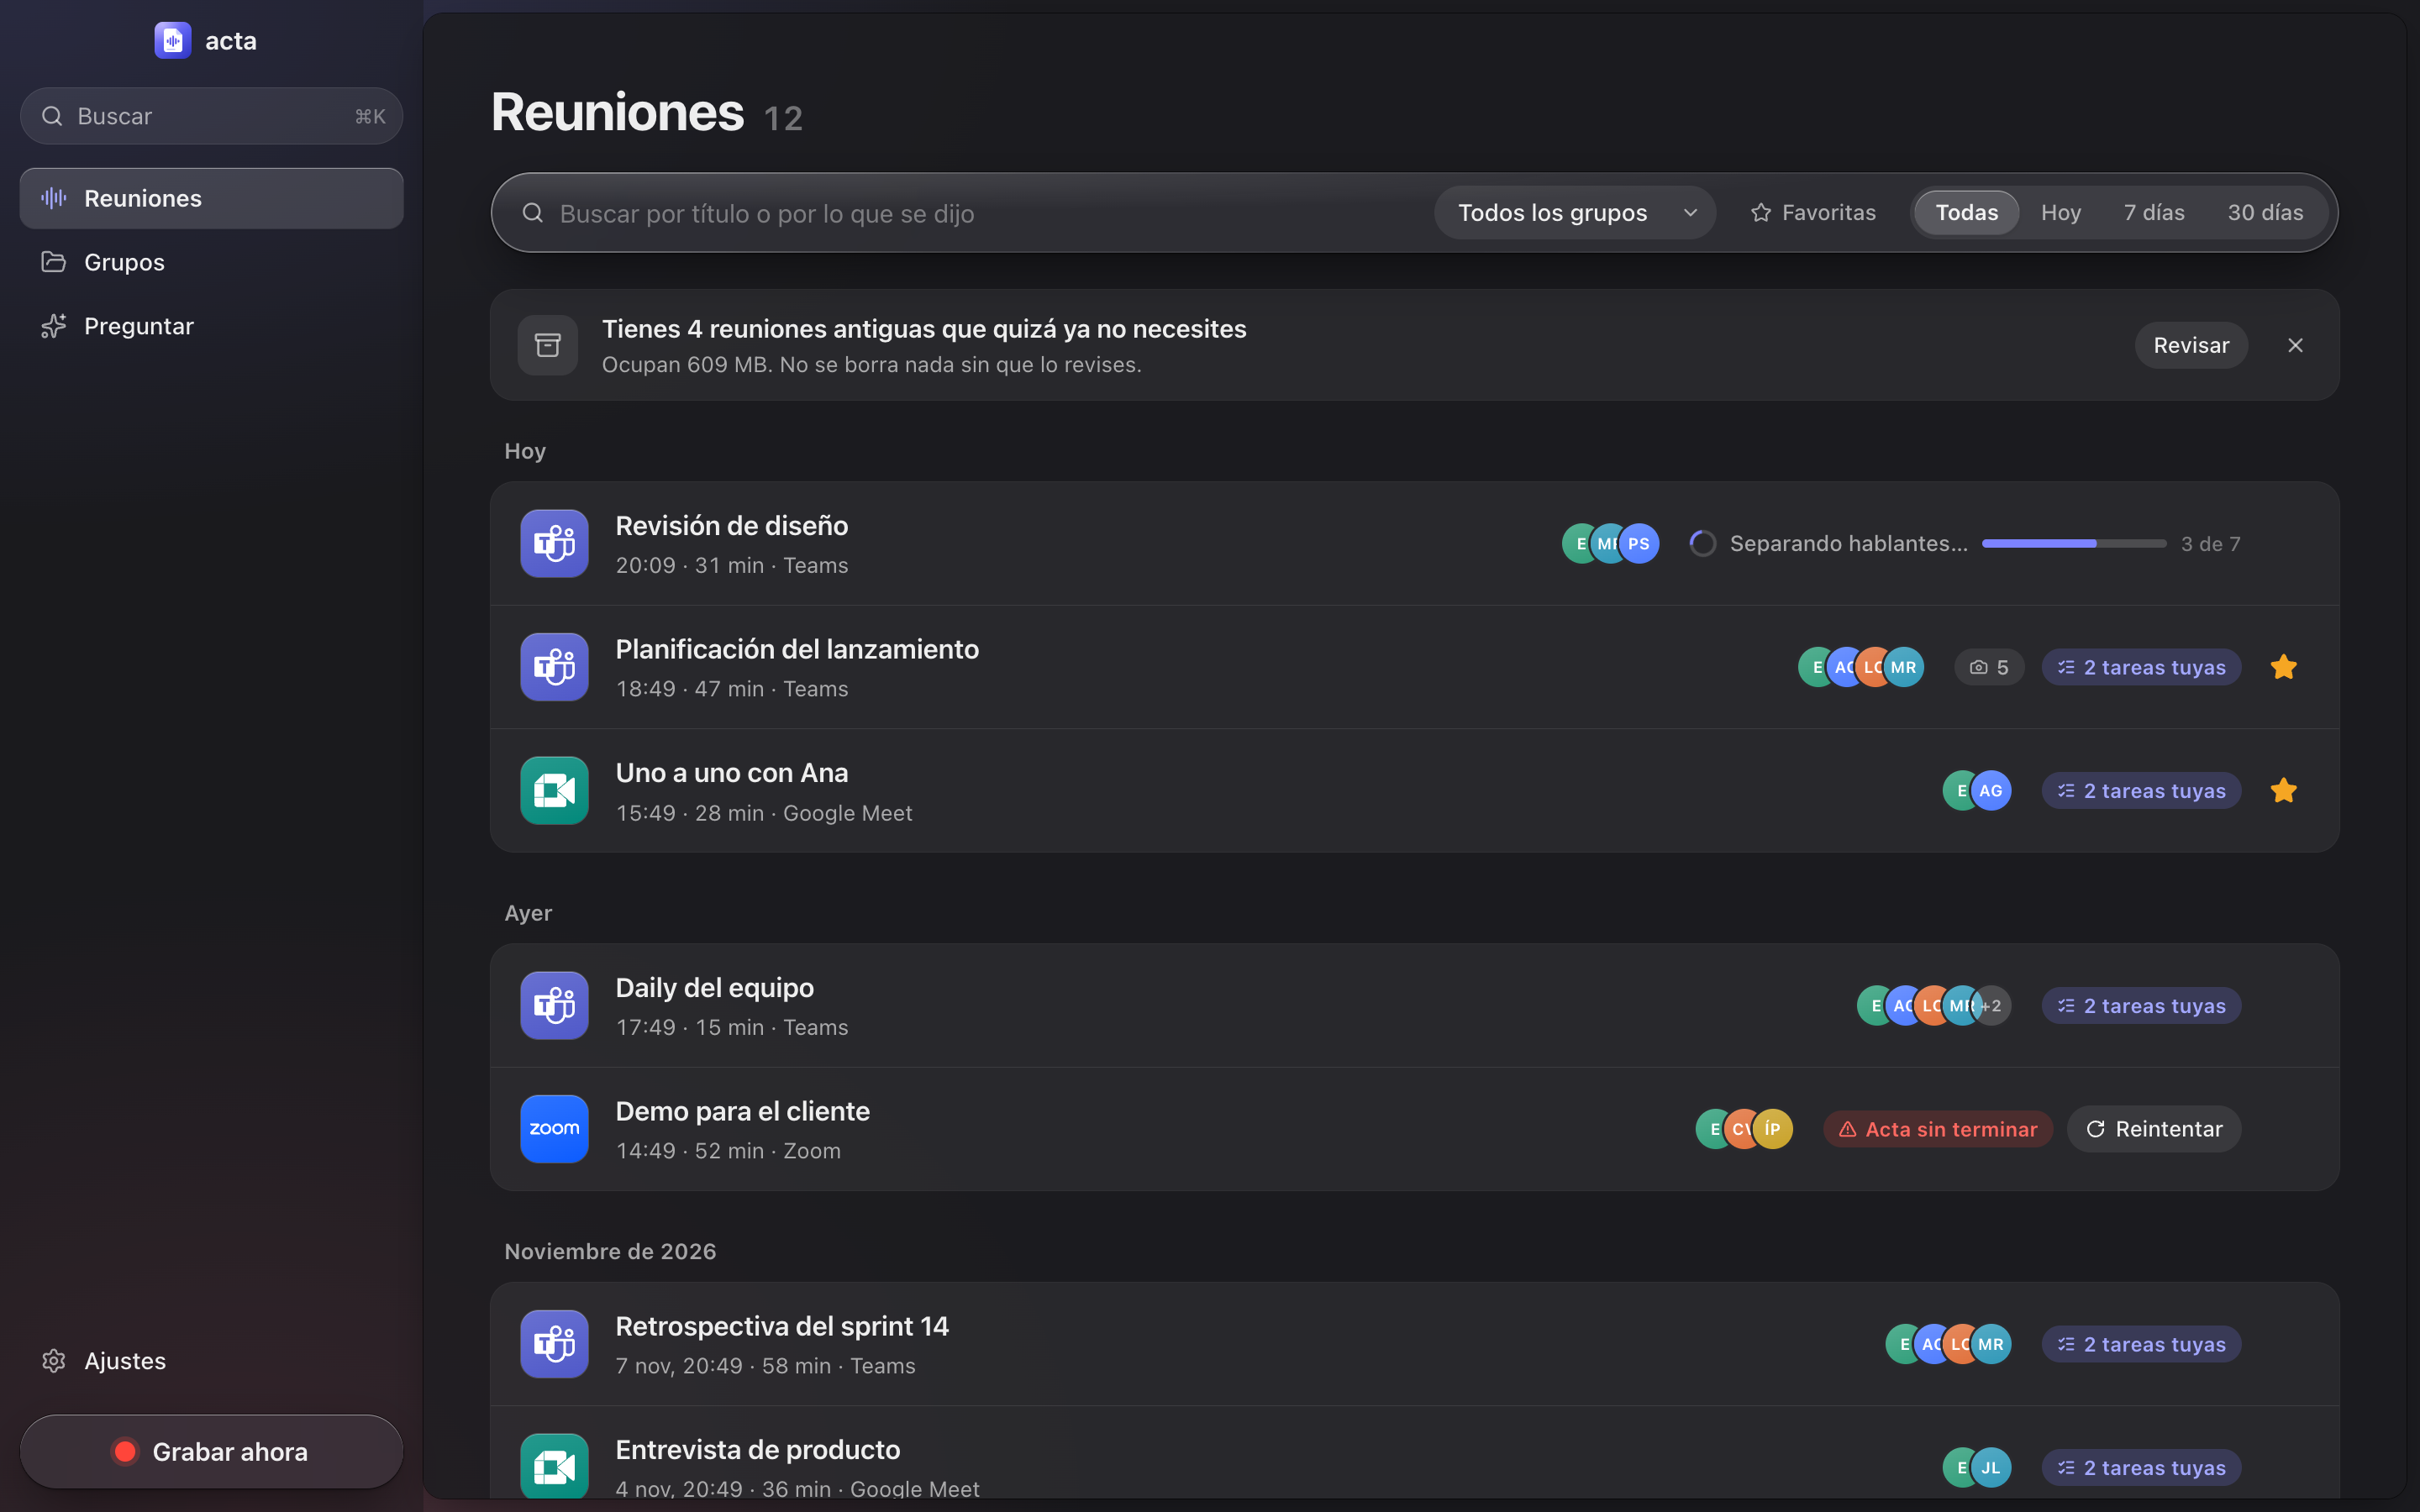 acta
Buscar ⌘K
Reuniones
Grupos
Preguntar
Ajustes
Grabar ahora
Reuniones 12
Buscar por título o por lo que se dijo
Todos los grupos
Favoritas
Todas
Hoy
7 días
30 días
Tienes 4 reuniones antiguas que quizá ya no necesites
Ocupan 609 MB. No se borra nada sin que lo revises.
Revisar
Hoy
Revisión de diseño
20:09 · 31 min · Teams
E PS
Separando hablantes...
3 de 7
Planificación del lanzamiento
18:49 · 47 min · Teams
E MR
5
2 tareas tuyas
Uno a uno con Ana
15:49 · 28 min · Google Meet
E AG
2 tareas tuyas
Ayer
Daily del equipo
17:49 · 15 min · Teams
E MR +2
2 tareas tuyas
zoom
Demo para el cliente
14:49 · 52 min · Zoom
E ÍP
Acta sin terminar
Reintentar
Noviembre de 2026
Retrospectiva del sprint 14
7 nov, 20:49 · 58 min · Teams
E MR
2 tareas tuyas
Entrevista de producto
4 nov, 20:49 · 36 min · Google Meet
E JL
2 tareas tuyas